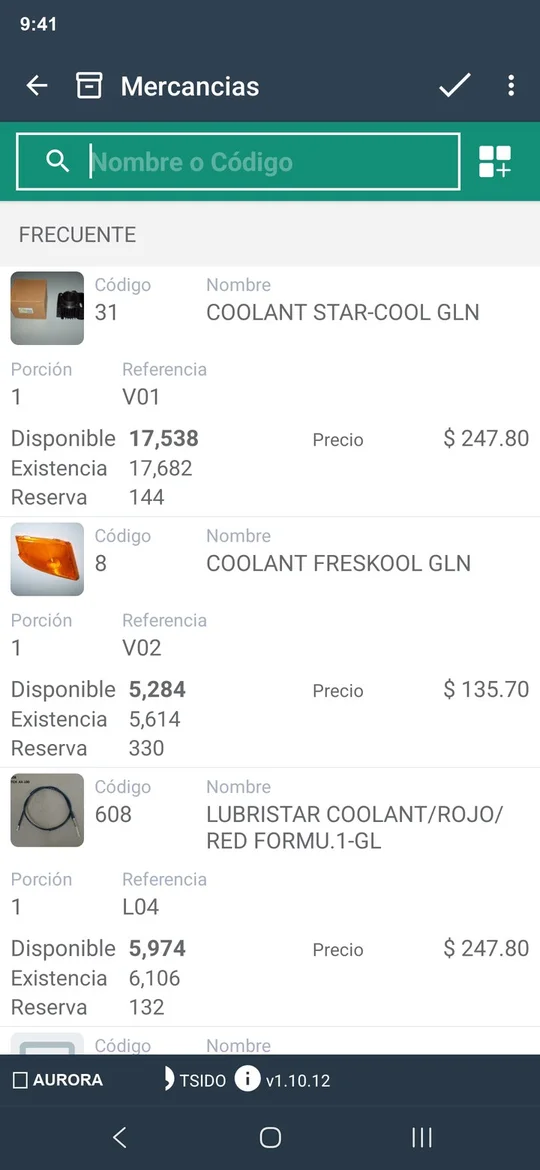 9:41
Mercancias
Nombre o Código
FRECUENTE
Código Nombre
31 COOLANT STAR-COOL GLN
Porción Referencia
1 V01
Disponible 17,538 Precio $ 247.80
Existencia 17,682
Reserva 144
Código Nombre
8 COOLANT FRESKOOL GLN
Porción Referencia
1 V02
Disponible 5,284 Precio $ 135.70
Existencia 5,614
Reserva 330
Código Nombre
608 LUBRISTAR COOLANT/ROJO/
RED FORMU.1-GL
Porción Referencia
1 L04
Disponible 5,974 Precio $ 247.80
Existencia 6,106
Reserva 132
Código Nombre
AURORA TSIDO i v1.10.12